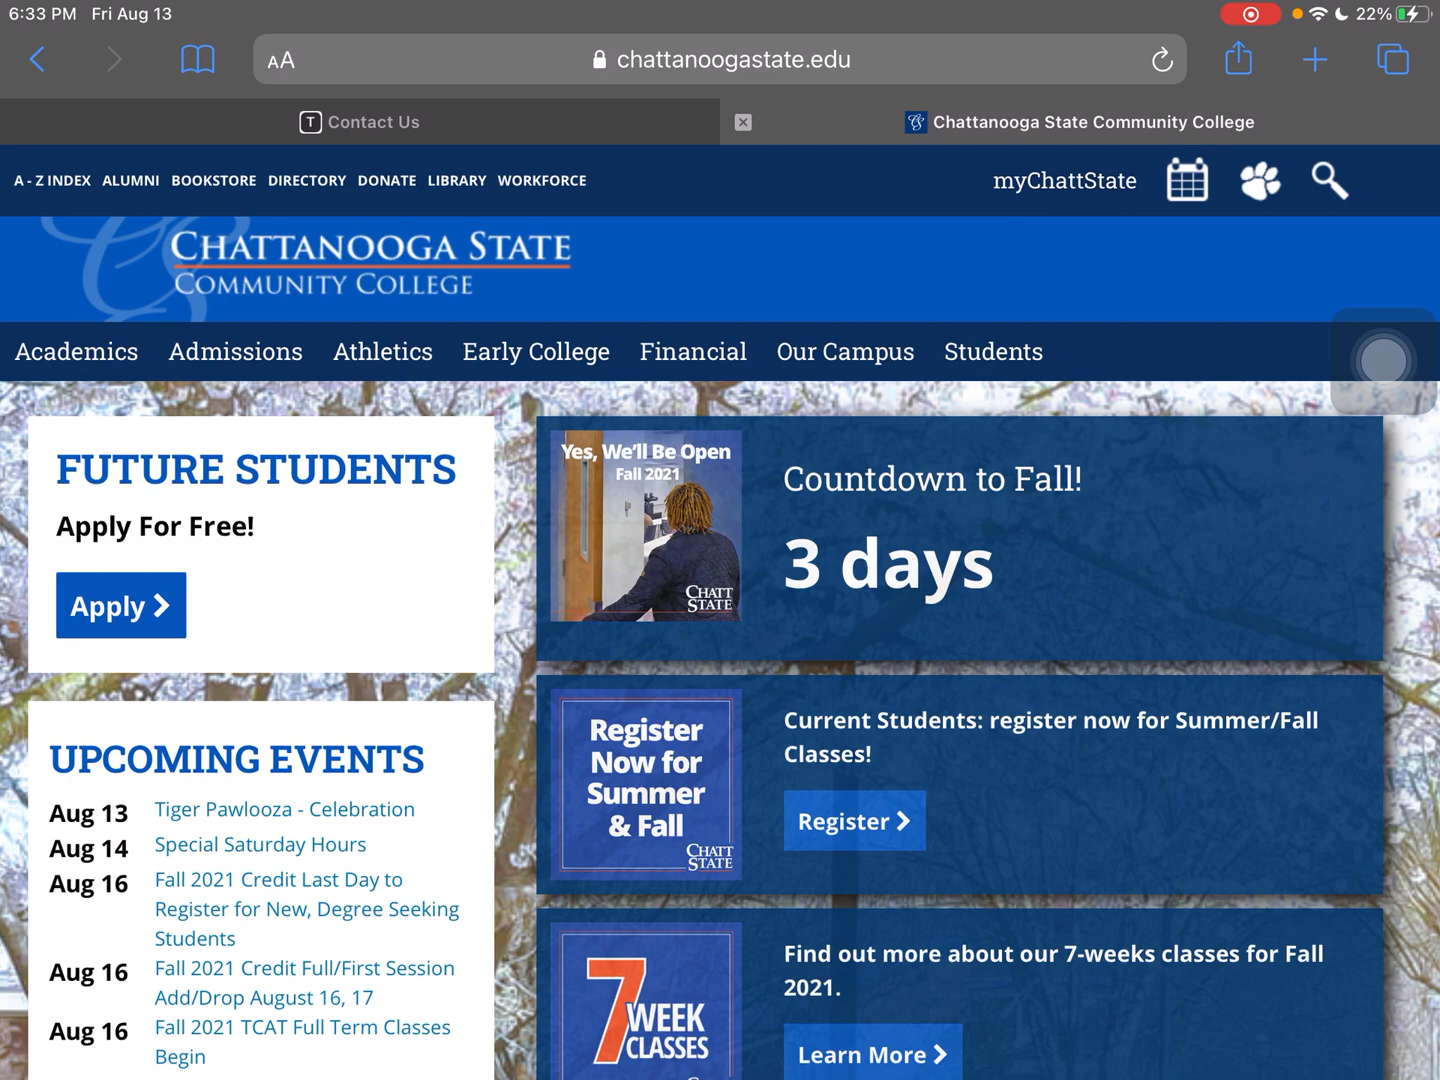 6:33 PM Fri Aug 13
22%
AA
chattanoogastate.edu
T Contact Us
Chattanooga State Community College
A - Z INDEX ALUMNI BOOKSTORE DIRECTORY DONATE LIBRARY WORKFORCE
myChattState
CHATTANOOGA STATE
COMMUNITY COLLEGE
Academics Admissions Athletics Early College Financial Our Campus Students
FUTURE STUDENTS
Apply For Free!
Apply
UPCOMING EVENTS
Aug 13 Tiger Pawlooza - Celebration
Aug 14 Special Saturday Hours
Aug 16 Fall 2021 Credit Last Day to
Register for New, Degree Seeking
Students
Aug 16 Fall 2021 Credit Full/First Session
Add/Drop August 16, 17
Aug 16 Fall 2021 TCAT Full Term Classes
Begin
Yes, We'll Be Open
Fall 2021
CHATT
STATE
Countdown to Fall!
3 days
Register
Now for
Summer
& Fall
CHATT
STATE
Current Students: register now for Summer/Fall
Classes!
Register
7
WEEK
CLASSES
Find out more about our 7-weeks classes for Fall
2021.
Learn More